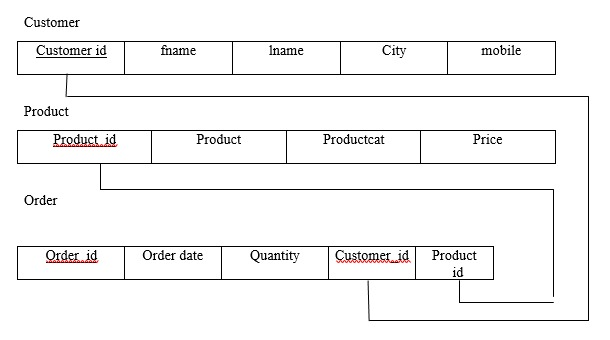 Customer
Customer id fname lname City mobile
Product
Product_id Product Productcat Price
Order
Order_id Order date Quantity Customer_id Product
id